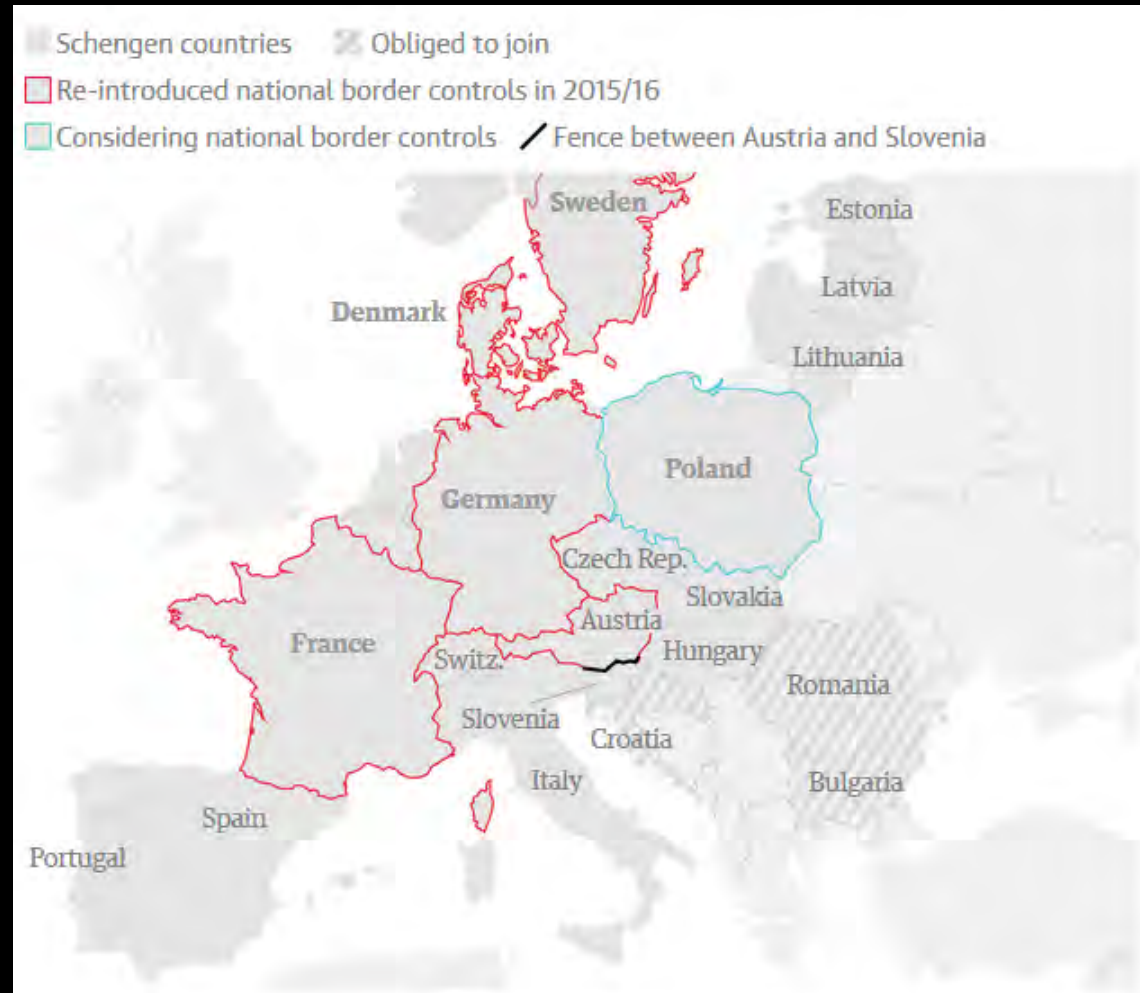 Schengen countries Obliged to join
Re-introduced national border controls in 2015/16
Considering national border controls Fence between Austria and Slovenia
Sweden
Estonia
Latvia
Denmark
Lithuania
Poland
Germany
Czech Rep.
Slovakia
Austria
France
Hungary
Switz.
Romania
Slovenia
Croatia
Italy
Bulgaria
Spain
Portugal